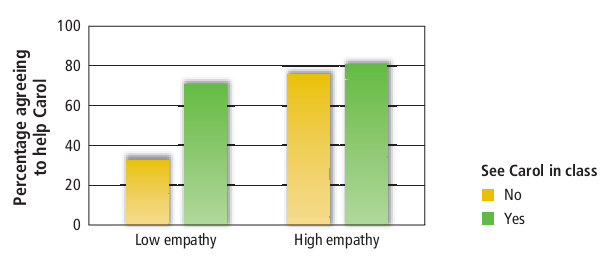 Percentage agreeing
to help Carol
100
80
60
40
20
0
Low empathy
High empathy
See Carol in class
No
Yes